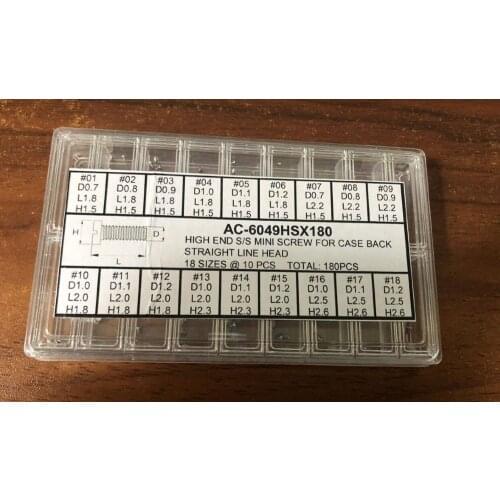 #01 #02 #03 #04 #05 #06 #07 #08 #09
D0.7 D0.8 D0.9 D1.0 D1.1 D1.2 D0.7 D0.8 D0.9
L1.8 L1.8 L1.8 L1.8 L1.8 L1.8 L2.2 L2.2 L2.2
H1.5 H1.5 H1.5 H1.5 H1.5 H1.5 H1.5 H1.5 H1.5
H D L
AC-6049HSX180
HIGH END S/S MINI SCREW FOR CASE BACK
STRAIGHT LINE HEAD
18 SIZES @ 10 PCS TOTAL: 180PCS
#10 #11 #12 #13 #14 #15 #16 #17 #18
D1.0 D1.1 D1.2 D1.0 D1.1 D1.2 D1.0 D1.1 D1.2
L2.0 L2.0 L2.0 L2.0 L2.0 L2.0 L2.5 L2.5 L2.5
H1.8 H1.8 H1.8 H2.3 H2.3 H2.3 H2.6 H2.6 H2.6